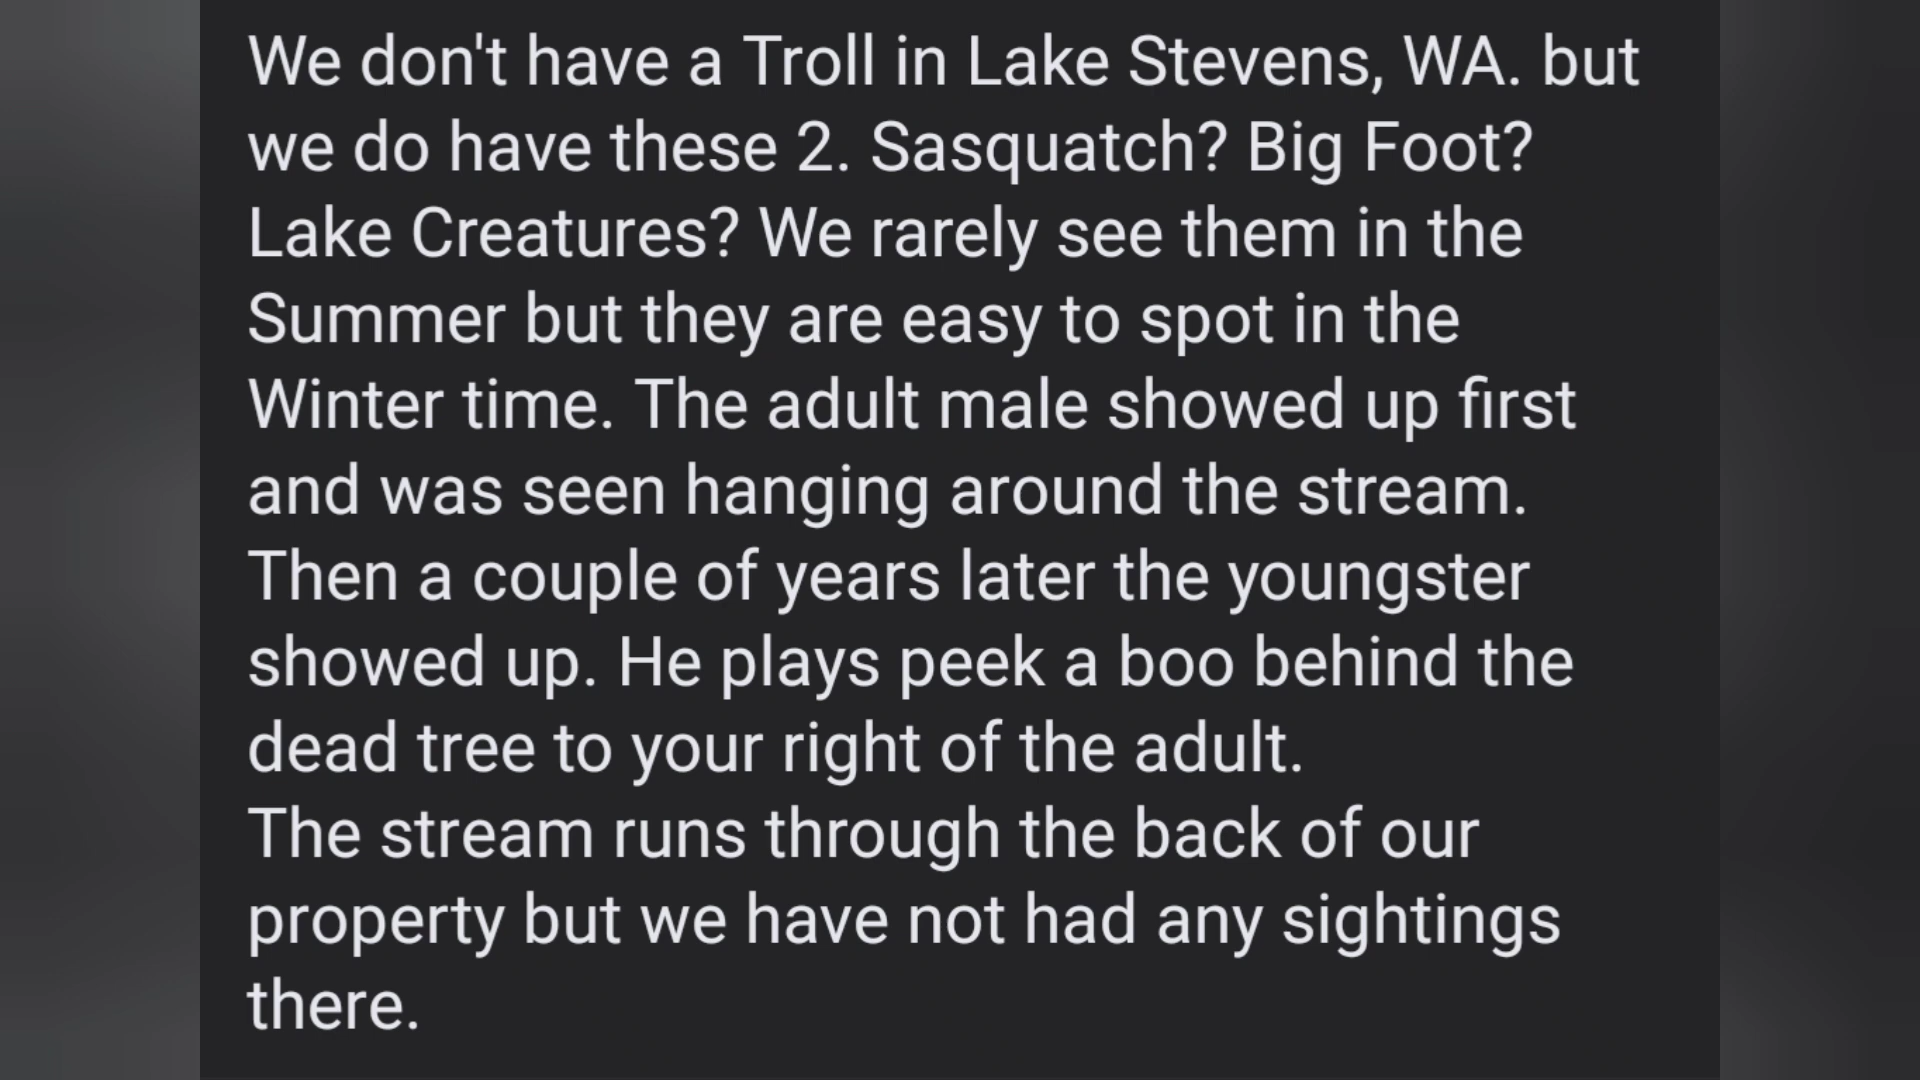 We don't have a Troll in Lake Stevens, WA. but
we do have these 2. Sasquatch? Big Foot?
Lake Creatures? We rarely see them in the
Summer but they are easy to spot in the
Winter time. The adult male showed up first
and was seen hanging around the stream.
Then a couple of years later the youngster
showed up. He plays peek a boo behind the
dead tree to your right of the adult.
The stream runs through the back of our
property but we have not had any sightings
there.